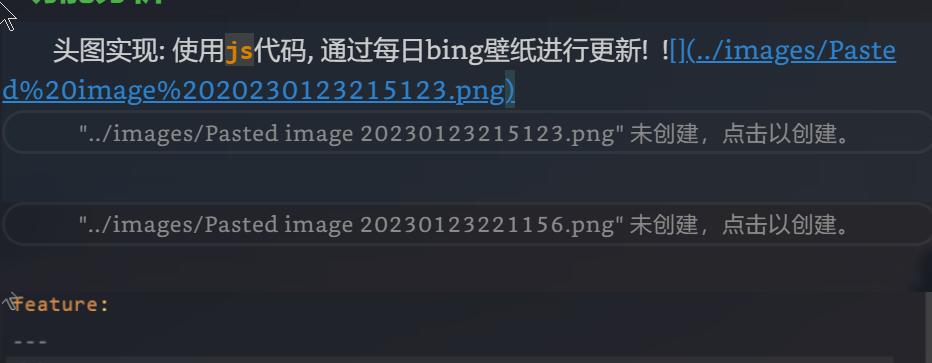 头图实现: 使用js代码, 通过每日bing壁纸进行更新! ![](../images/Paste
d%20image%2020230123215123.png)
"../images/Pasted image 20230123215123.png" 未创建，点击以创建。
"../images/Pasted image 20230123221156.png" 未创建，点击以创建。
feature:
---